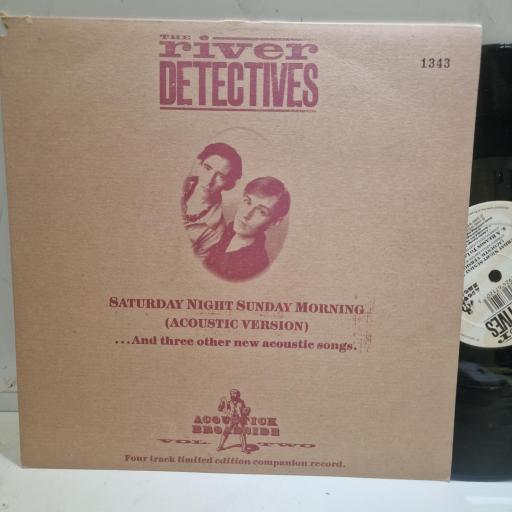 THE
river
DETECTIVES
1343
SATURDAY NIGHT SUNDAY MORNING
(ACOUSTIC VERSION)
...And three other new acoustic songs.
ACOUSTICK
BROADSIDE
VOL. TWO
Four track limited edition companion record.